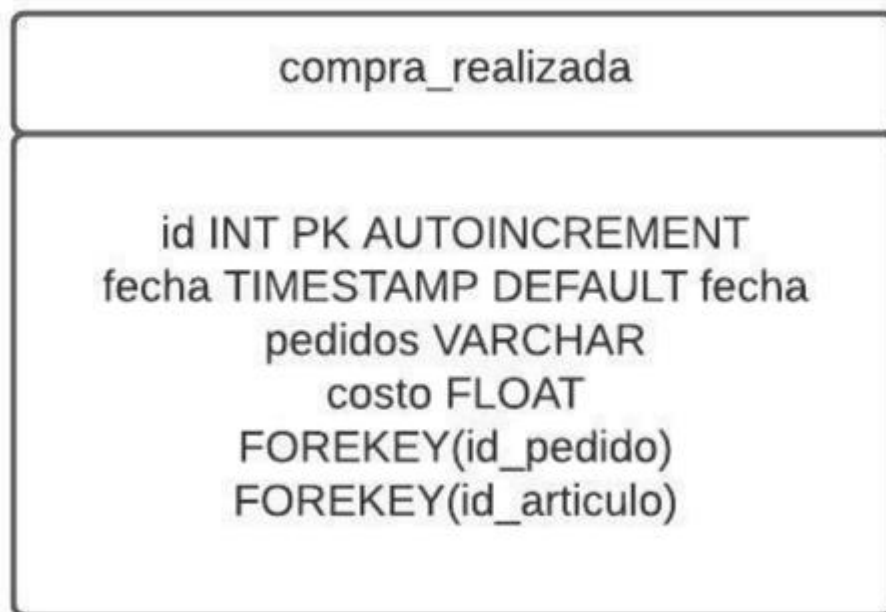 compra_realizada
id INT PK AUTOINCREMENT
fecha TIMESTAMP DEFAULT fecha
pedidos VARCHAR
costo FLOAT
FOREKEY(id_pedido)
FOREKEY(id_articulo)